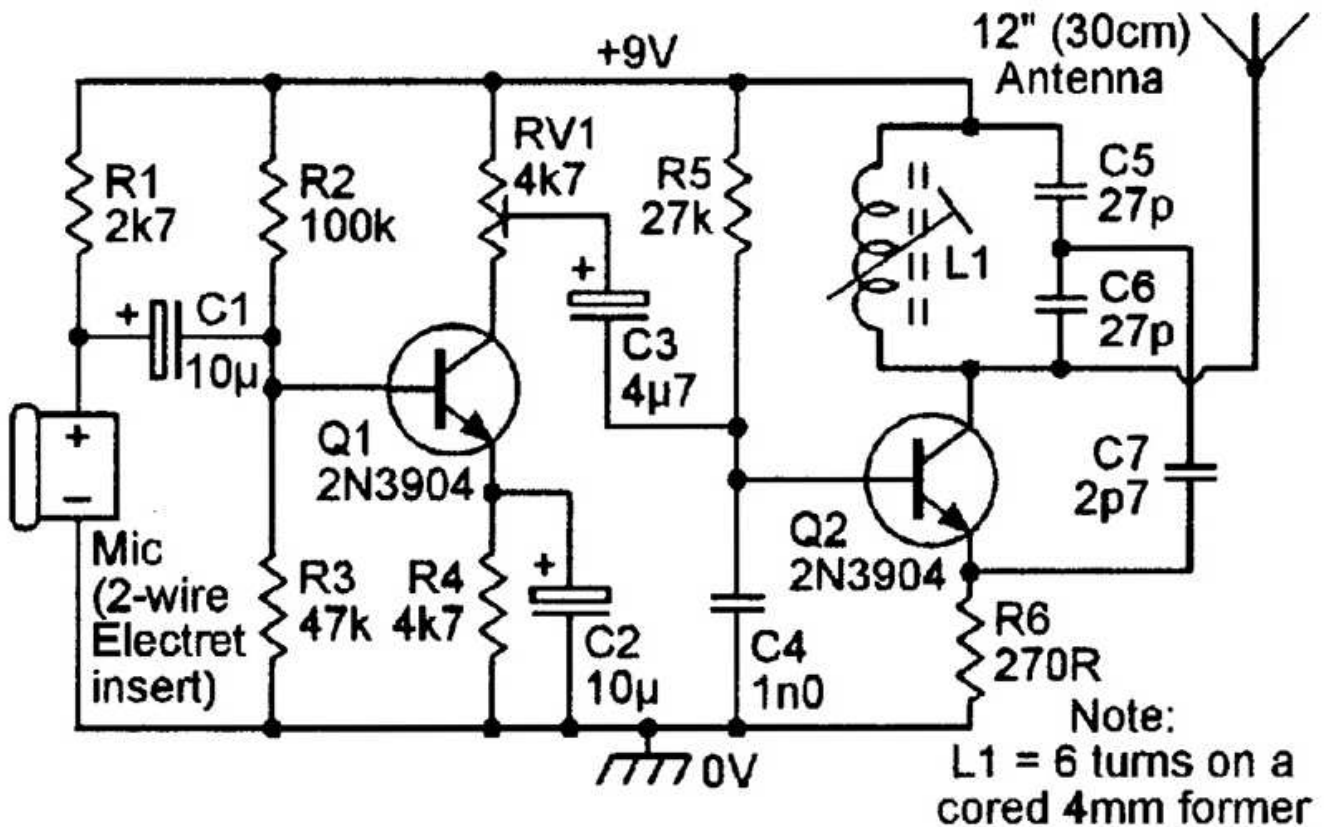 +9V
12" (30cm)
Antenna
R1
2k7
R2
100k
RV1
4k7
R5
27k
C5
27p
L1
C6
27p
+
C1
10µ
+
C3
4µ7
+
−
Q1
2N3904
Q2
2N3904
C7
2p7
Mic
(2-wire
Electret
insert)
R3
47k
R4
4k7
+
C2
10µ
C4
1n0
R6
270R
0V
Note:
L1 = 6 turns on a
cored 4mm former